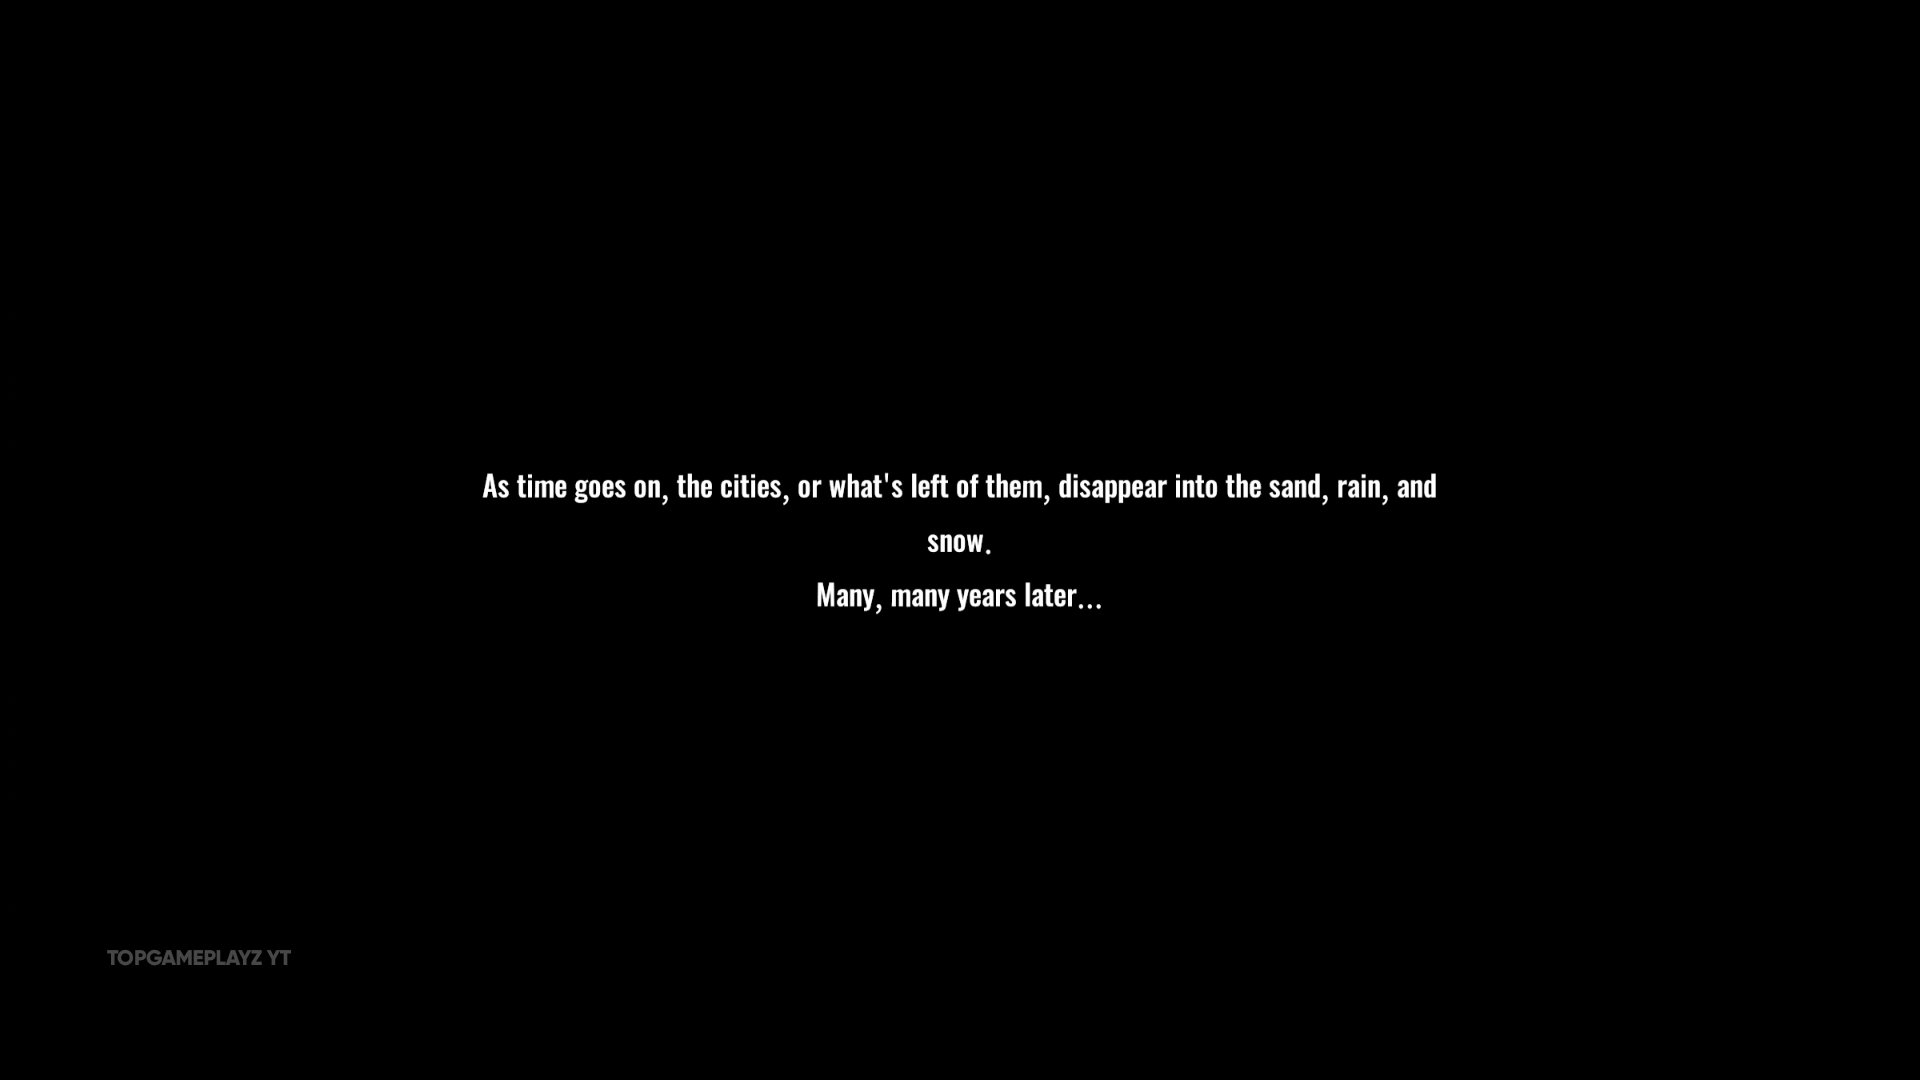 As time goes on, the cities, or what's left of them, disappear into the sand, rain, and
snow.
Many, many years later...
TOPGAMEPLAYZ YT